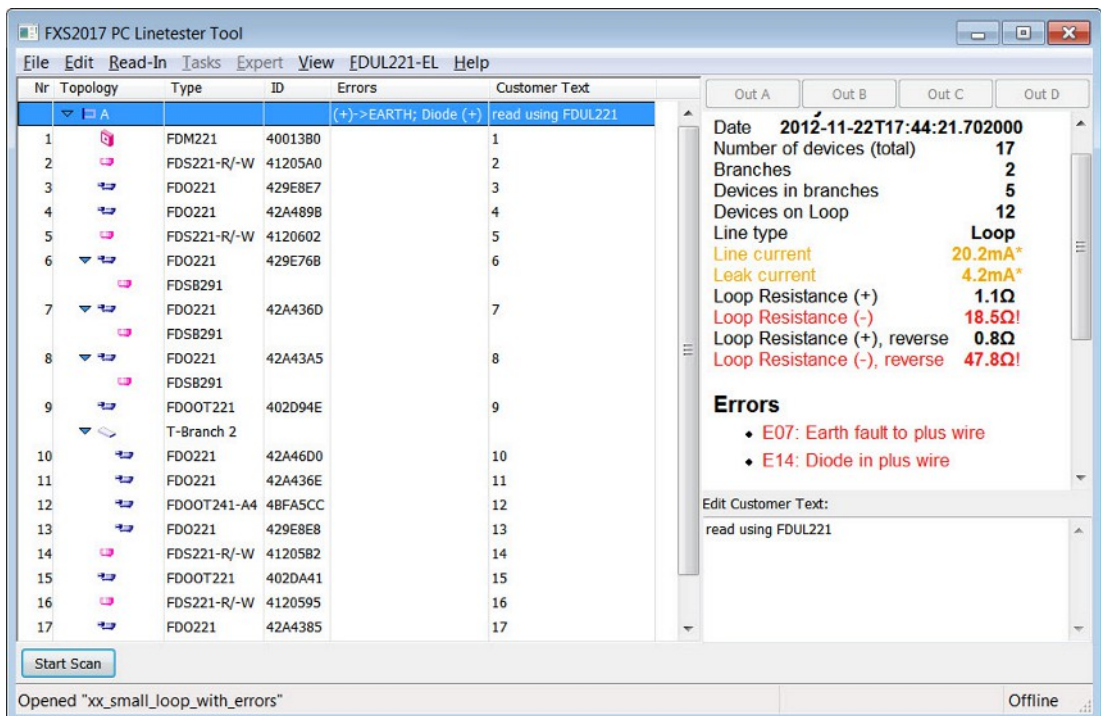 FXS2017 PC Linetester Tool
File Edit Read-In Tasks Expert View FDUL221-EL Help
Nr Topology Type ID Errors Customer Text
A (+)->EARTH; Diode (+) read using FDUL221
1 FDM221 40013B0 1
2 FDS221-R/-W 41205A0 2
3 FDO221 429E8E7 3
4 FDO221 42A489B 4
5 FDS221-R/-W 4120602 5
6 FDO221 429E76B 6
FDSB291
7 FDO221 42A436D 7
FDSB291
8 FDO221 42A43A5 8
FDSB291
9 FDOOT221 402D94E 9
T-Branch 2
10 FDO221 42A46D0 10
11 FDO221 42A436E 11
12 FDOOT241-A4 4BFA5CC 12
13 FDO221 429E8E8 13
14 FDS221-R/-W 41205B2 14
15 FDOOT221 402DA41 15
16 FDS221-R/-W 4120595 16
17 FDO221 42A4385 17
Out A Out B Out C Out D
Date 2012-11-22T17:44:21.702000
Number of devices (total) 17
Branches 2
Devices in branches 5
Devices on Loop 12
Line type Loop
Line current 20.2mA*
Leak current 4.2mA*
Loop Resistance (+) 1.1Ω
Loop Resistance (-) 18.5Ω!
Loop Resistance (+), reverse 0.8Ω
Loop Resistance (-), reverse 47.8Ω!
Errors
• E07: Earth fault to plus wire
• E14: Diode in plus wire
Edit Customer Text:
read using FDUL221
Start Scan
Opened "xx_small_loop_with_errors" Offline